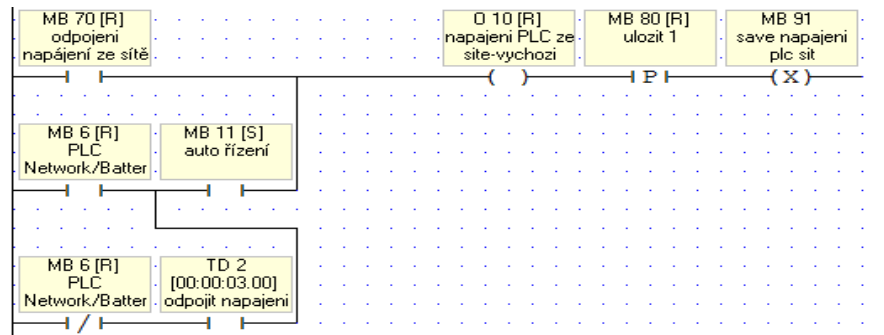 MB 70 [R]
odpojeni
napájení ze sítě
O 10 [R]
napajeni PLC ze
site-vychozi
MB 80 [R]
ulozit 1
MB 91
save napajeni
plc sit
P
X
MB 6 [R]
PLC
Network/Batter
MB 11 [S]
auto řízení
MB 6 [R]
PLC
Network/Batter
TD 2
[00:00:03.00]
odpojit napajeni